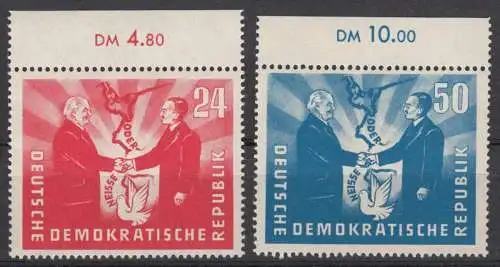 DM 4.80
24
ODER
NEISSE
DEUTSCHE
DEMOKRATISCHE
REPUBLIK
DM 10.00
50
ODER
NEISSE
DEUTSCHE
DEMOKRATISCHE
REPUBLIK